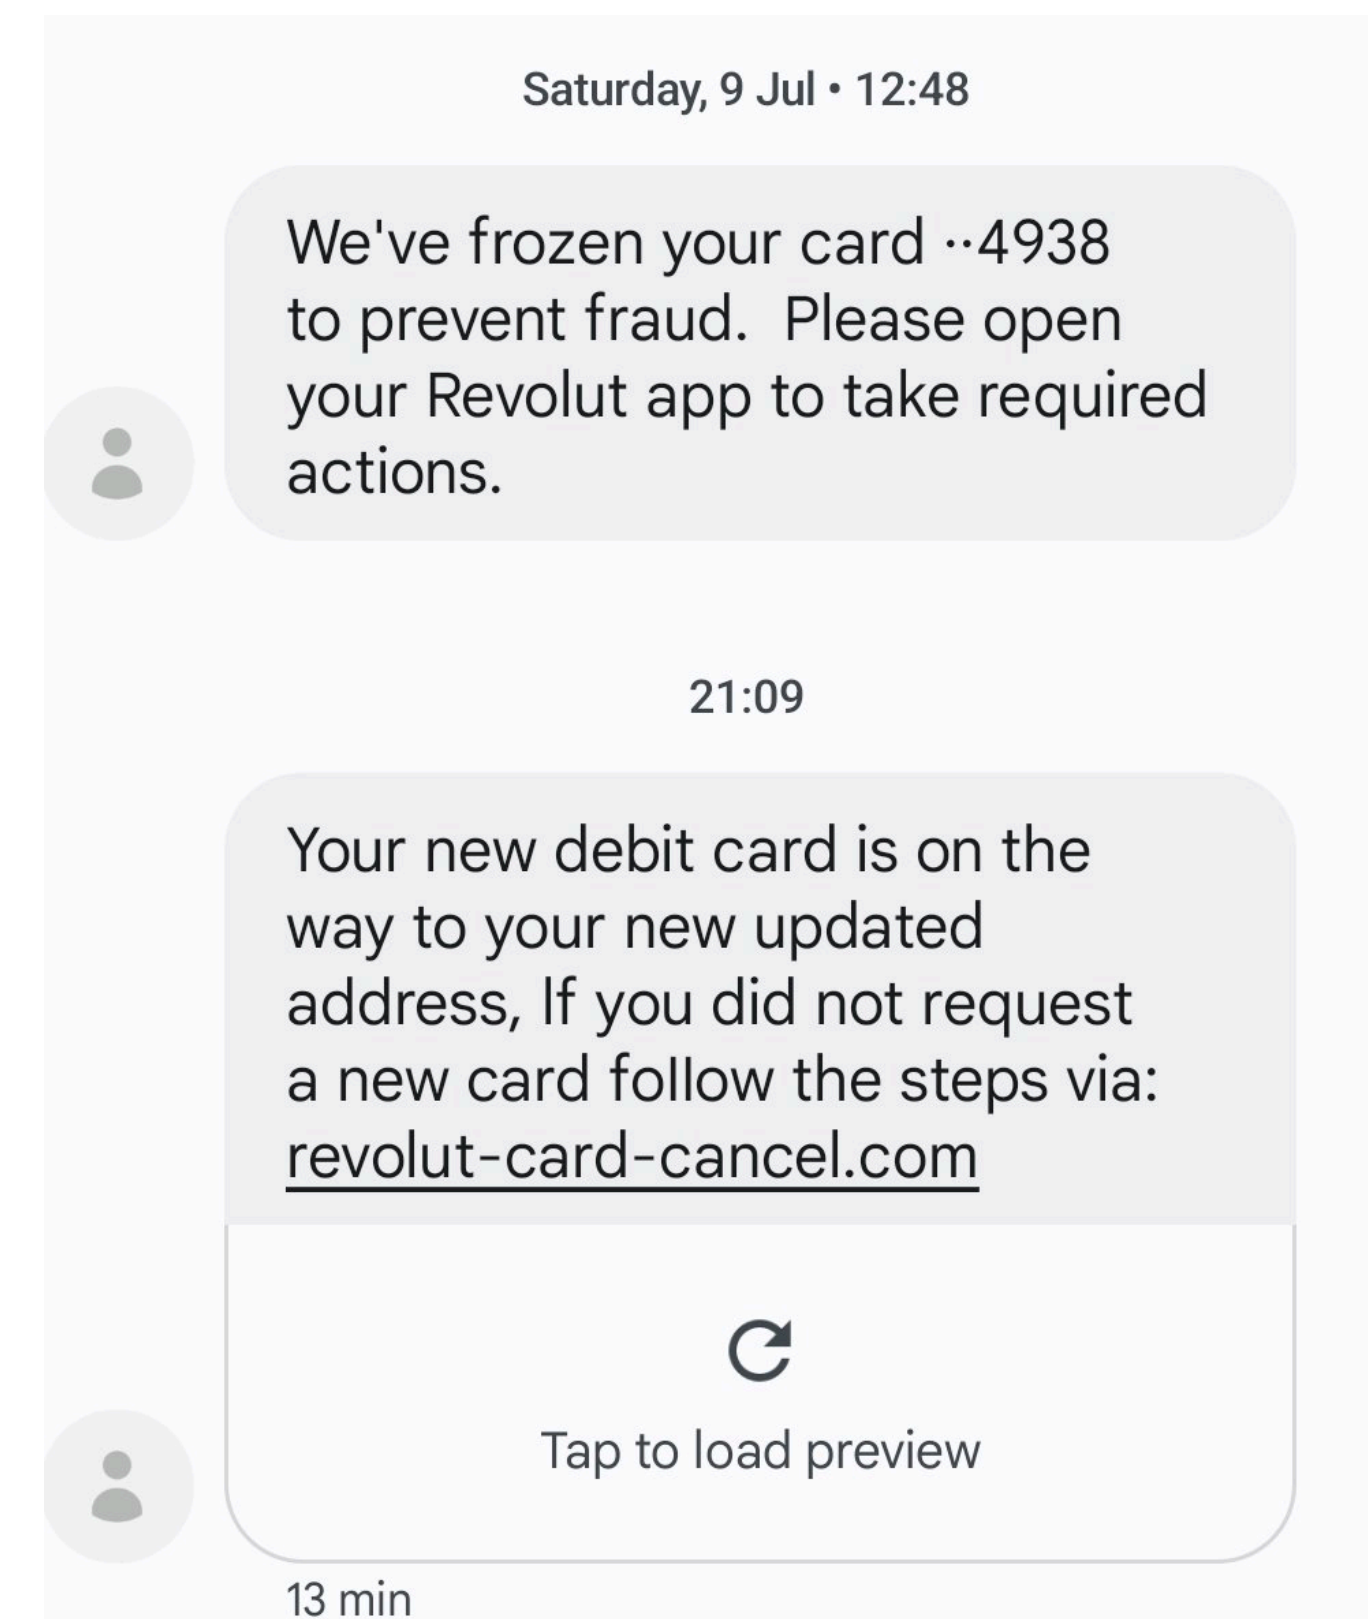 Saturday, 9 Jul • 12:48
We've frozen your card ··4938
to prevent fraud.  Please open
your Revolut app to take required
actions.
21:09
Your new debit card is on the
way to your new updated
address, If you did not request
a new card follow the steps via:
revolut-card-cancel.com
Tap to load preview
13 min